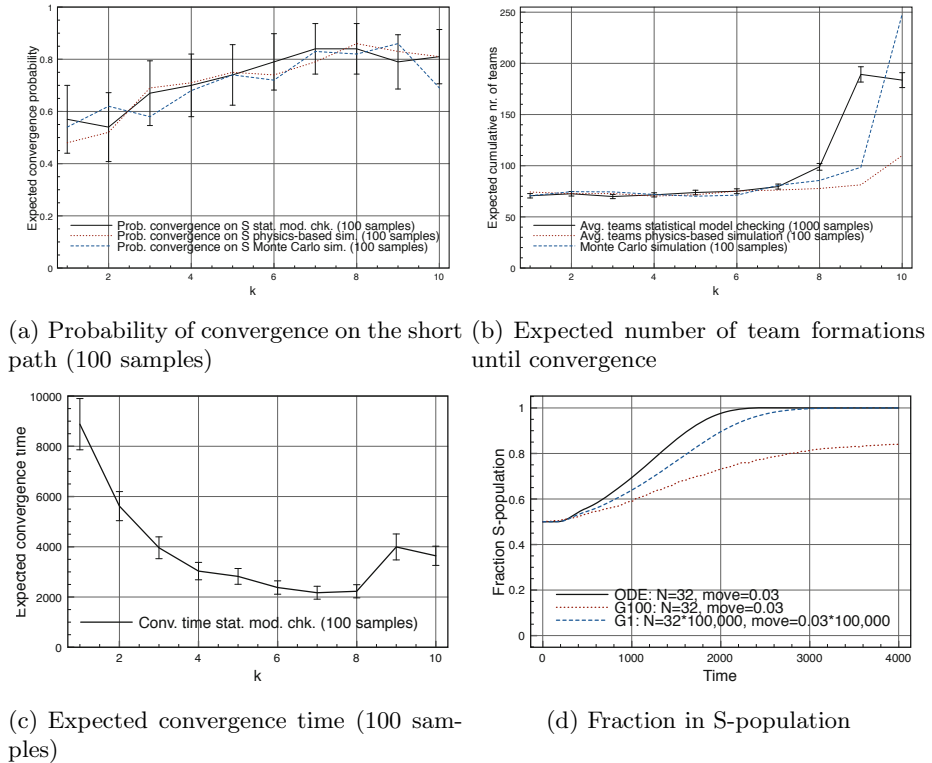 1
0.8
0.6
0.4
0.2
0
Expected convergence probability
Prob. convergence on S stat. mod. chk. (100 samples)
Prob. convergence on S physics-based sim. (100 samples)
Prob. convergence on S Monte Carlo sim. (100 samples)
2 4 6 8 10
k
250
200
150
100
50
0
Expected cumulative nr. of teams
Avg. teams statistical model checking (1000 samples)
Avg. teams physics-based simulation (100 samples)
Monte Carlo simulation (100 samples)
2 4 6 8 10
k
(a) Probability of convergence on the short
path (100 samples)
(b) Expected number of team formations
until convergence
10000
8000
6000
4000
2000
0
Expected convergence time
Conv. time stat. mod. chk. (100 samples)
2 4 6 8 10
k
1
0.8
0.6
0.4
0.2
0
Fraction S-population
ODE: N=32, move=0.03
G100: N=32, move=0.03
G1: N=32*100,000, move=0.03*100,000
0 1000 2000 3000 4000
Time
(c) Expected convergence time (100 sam-
ples)
(d) Fraction in S-population